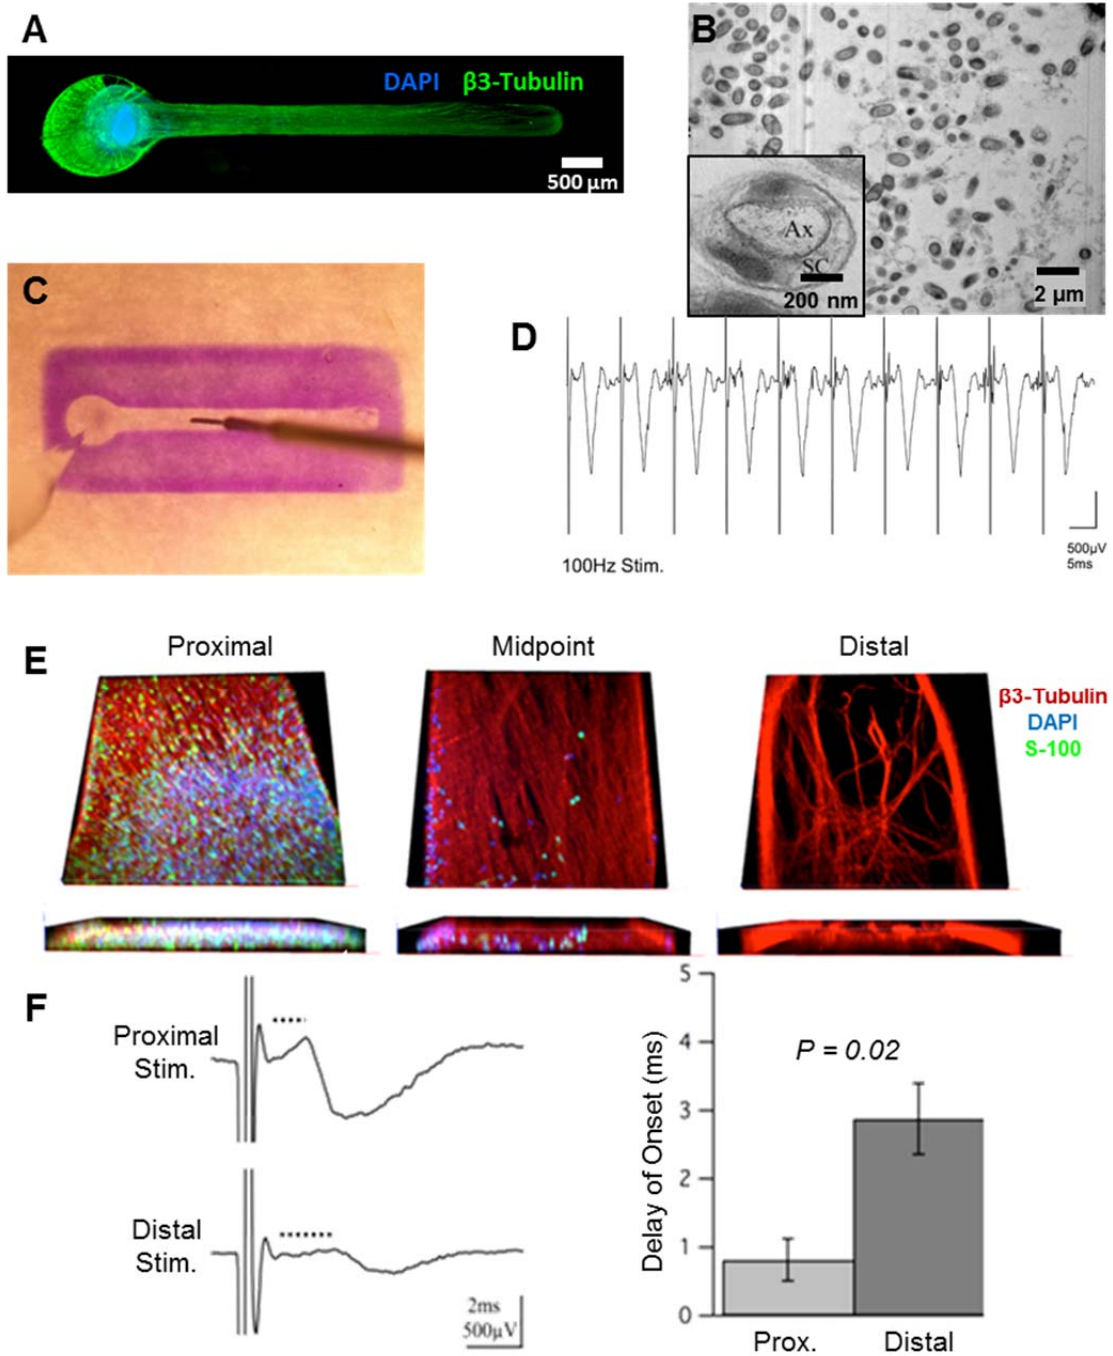 A
DAPI β3-Tubulin
500 µm
B
Ax
SC
200 nm
2 µm
C
D
100Hz Stim.
500µV
5ms
E
Proximal
Midpoint
Distal
β3-Tubulin
DAPI
S-100
F
Proximal
Stim.
Distal
Stim.
2ms
500µV
Delay of Onset (ms)
5
4
3
2
1
0
P = 0.02
Prox.
Distal